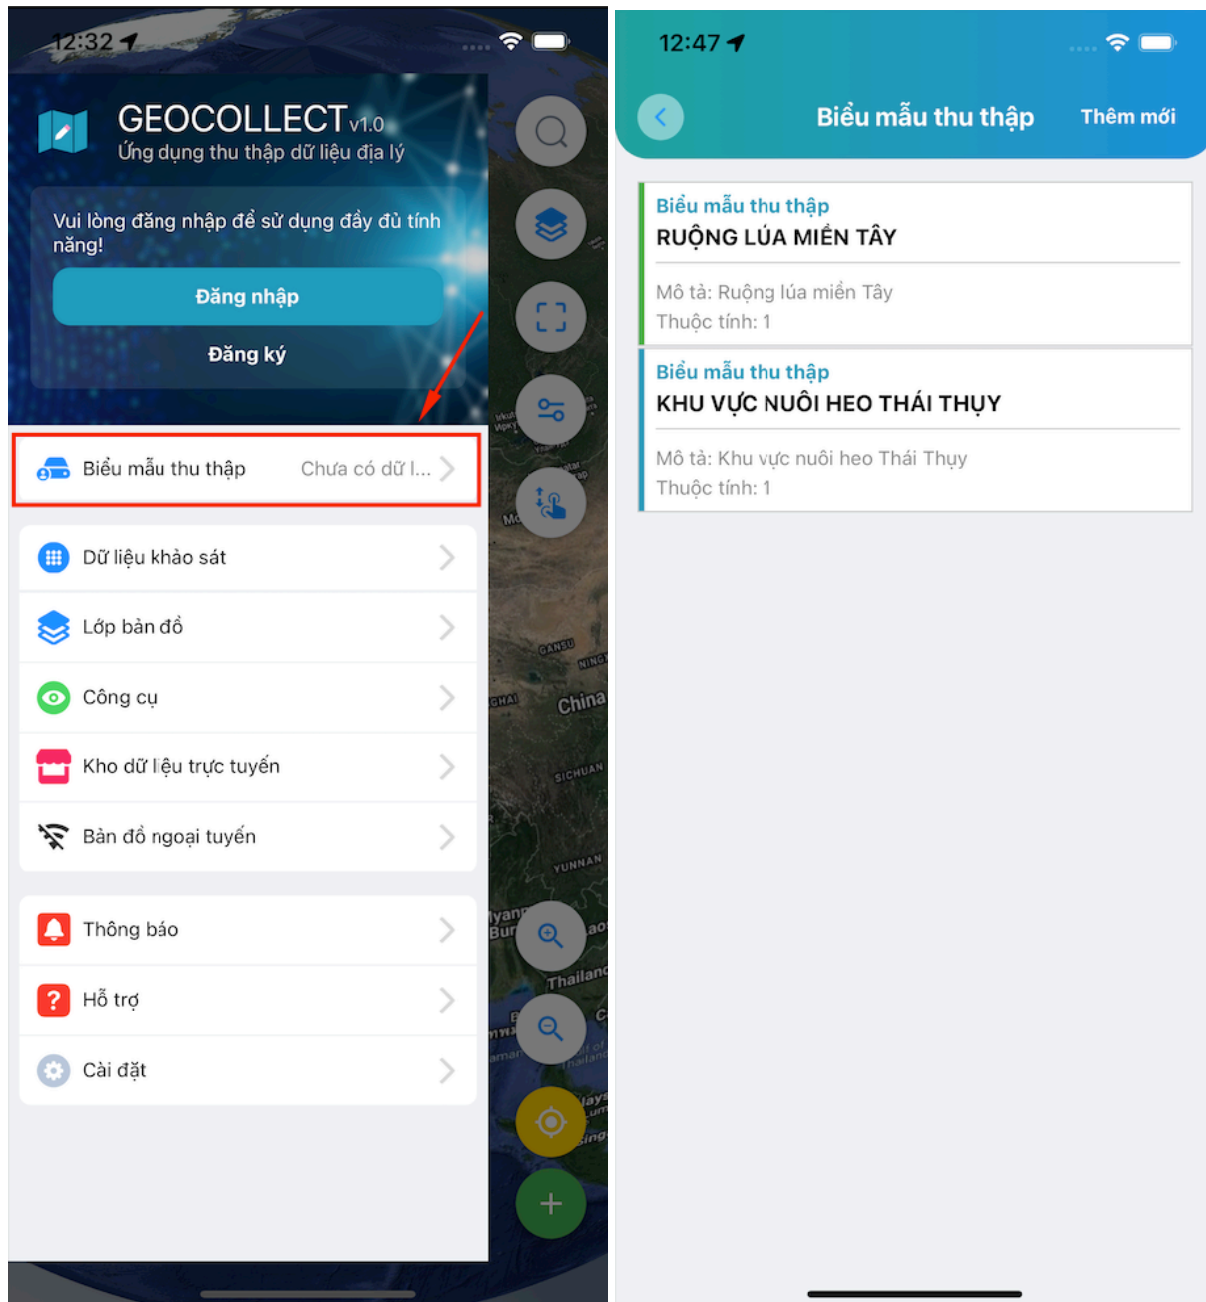 12:32
GEOCOLLECT v1.0
Ứng dụng thu thập dữ liệu địa lý
Vui lòng đăng nhập để sử dụng đầy đủ tính
năng!
Đăng nhập
Đăng ký
Biểu mẫu thu thập Chưa có dữ l...
Dữ liệu khảo sát
Lớp bản đồ
Công cụ
Kho dữ liệu trực tuyến
Bản đồ ngoại tuyến
Thông báo
Hỗ trợ
Cài đặt
GANSU
China
SICHUAN
YUNNAN
Thailand
12:47
Biểu mẫu thu thập Thêm mới
Biểu mẫu thu thập
RUỘNG LÚA MIỀN TÂY
Mô tả: Ruộng lúa miền Tây
Thuộc tính: 1
Biểu mẫu thu thập
KHU VỰC NUÔI HEO THÁI THỤY
Mô tả: Khu vực nuôi heo Thái Thụy
Thuộc tính: 1